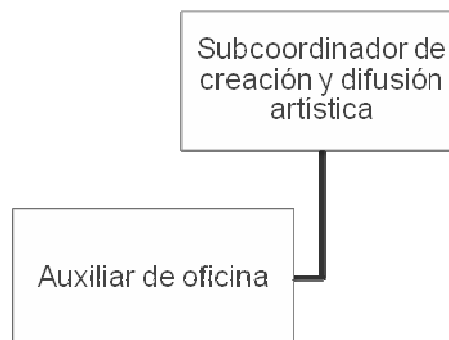 Subcoordinador de
creación y difusión
artística
Auxiliar de oficina